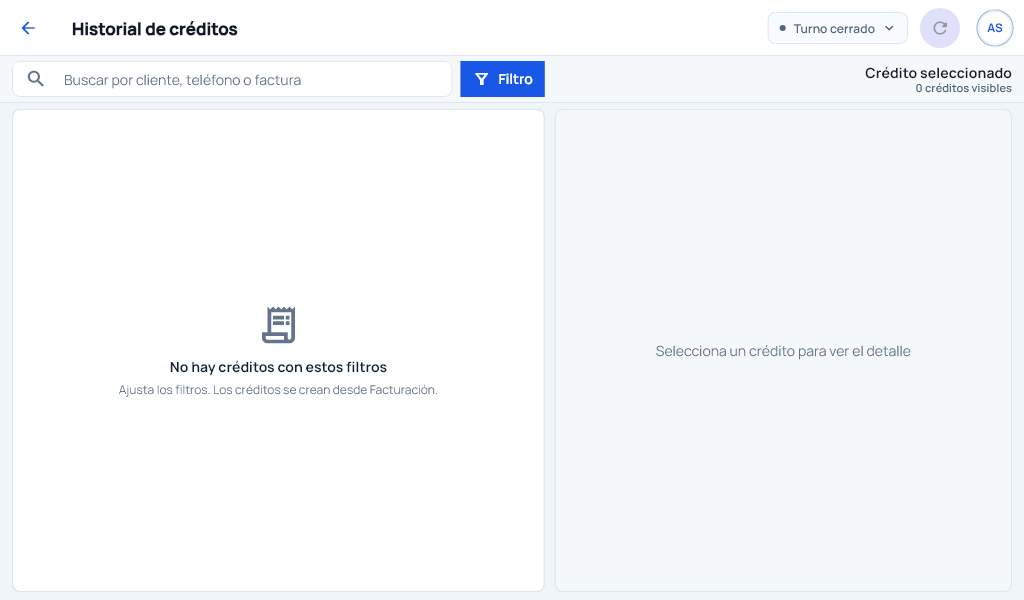 Historial de créditos
Turno cerrado
AS
Buscar por cliente, teléfono o factura
Filtro
Crédito seleccionado
0 créditos visibles
No hay créditos con estos filtros
Ajusta los filtros. Los créditos se crean desde Facturación.
Selecciona un crédito para ver el detalle